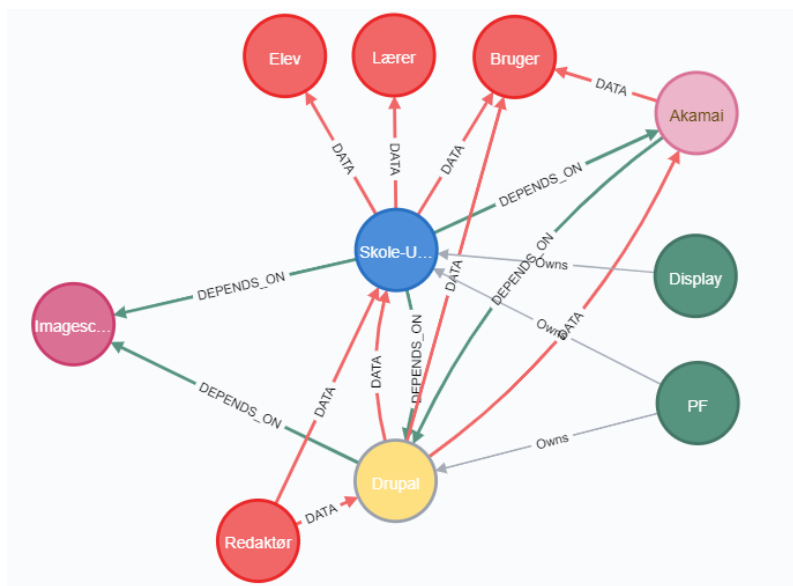 Elev
Lærer
Bruger
DATA
Akamai
DATA
DATA
DATA
DEPENDS_ON
Skole-U...
Owns
Display
DEPENDS_ON
DATA
DEPENDS_ON
Imagesc...
Owns
DATA
DEPENDS_ON
DATA
DATA
DEPENDS_ON
PF
Owns
Drupal
DATA
Redaktør